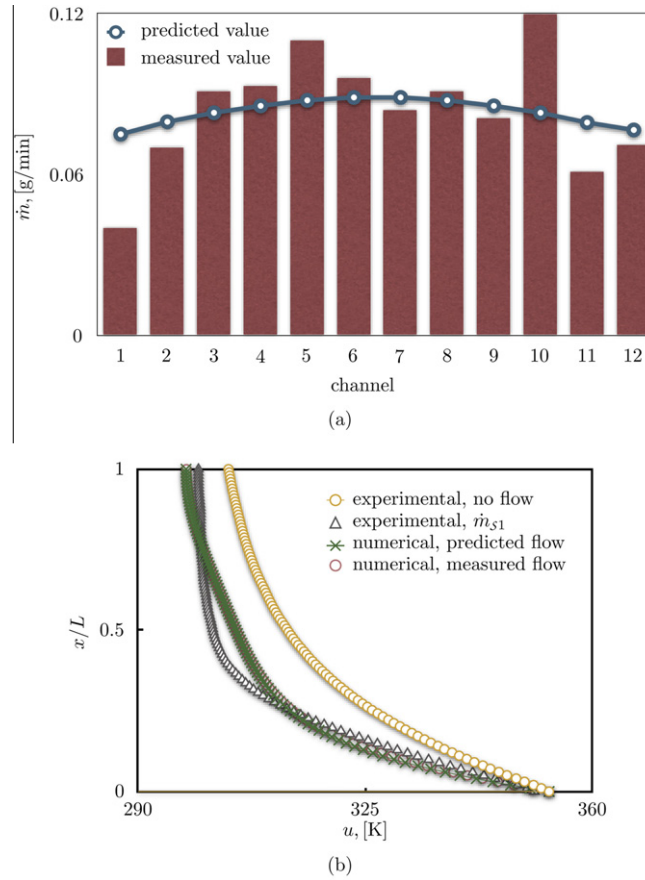 0.12
predicted value
measured value
ṁ, [g/min]
0.06
0
1 2 3 4 5 6 7 8 9 10 11 12
channel
(a)
1
experimental, no flow
experimental, ṁ_S1
numerical, predicted flow
numerical, measured flow
x/L
0.5
0
290 325 360
u, [K]
(b)